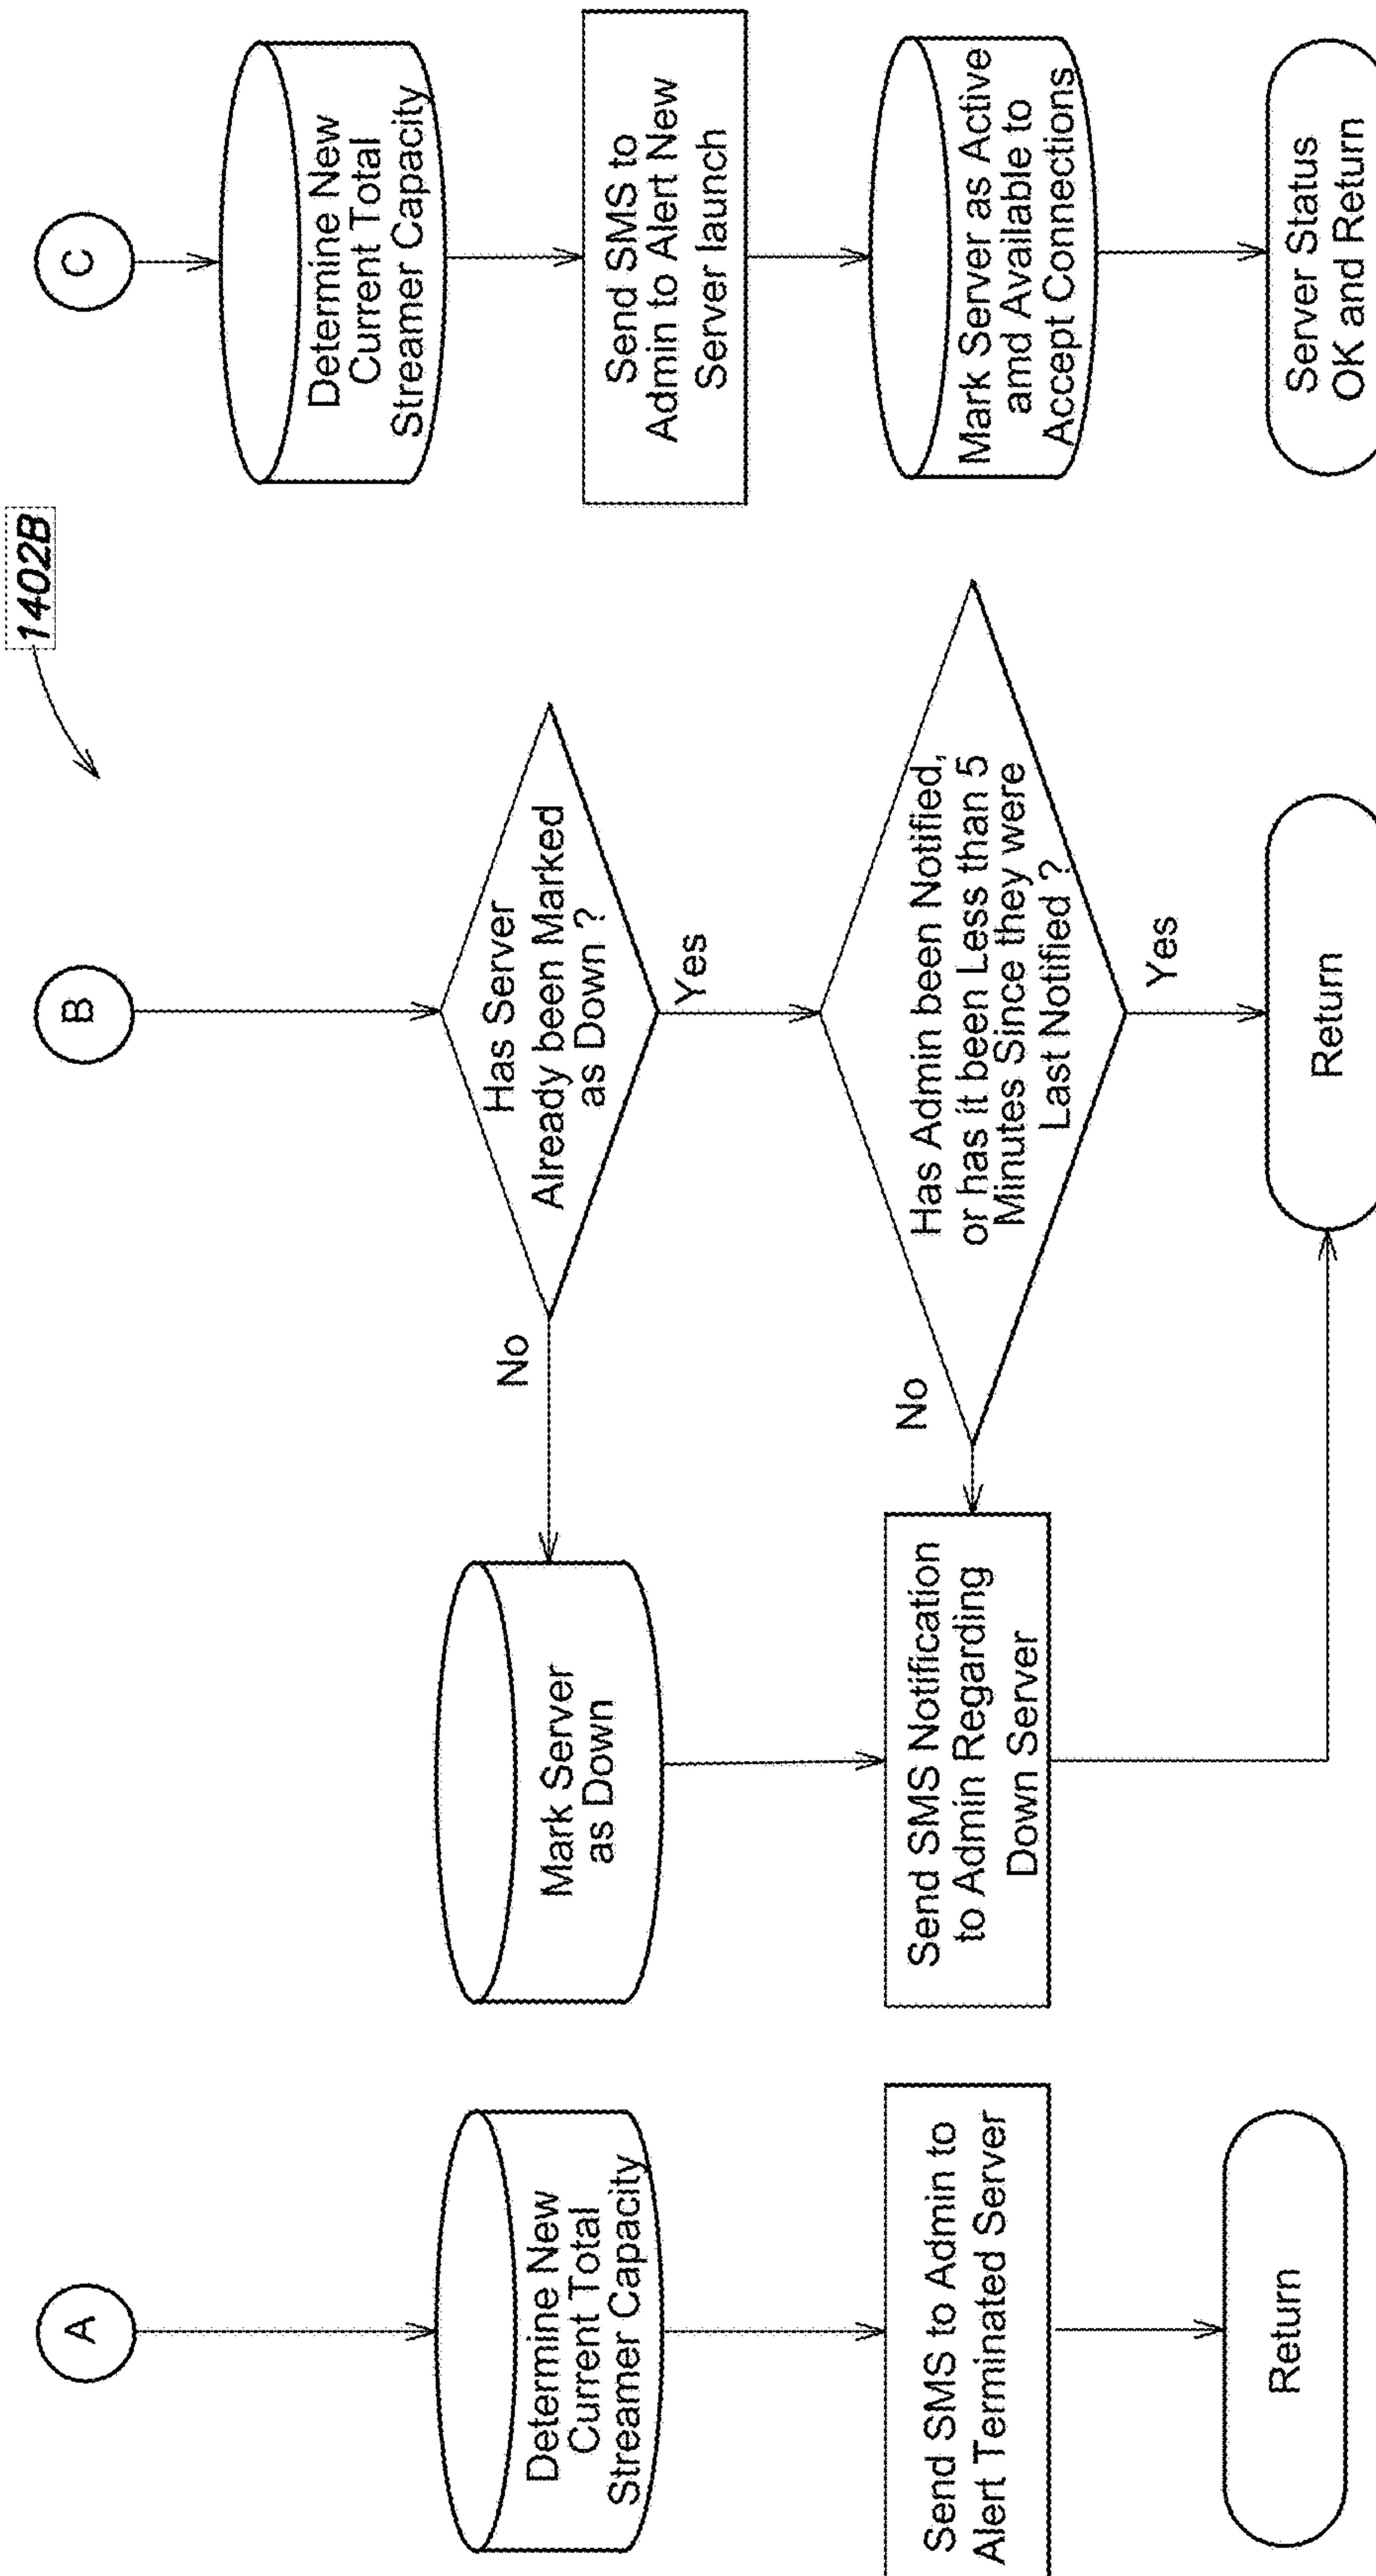 1402B
A
Determine New
Current Total
Streamer Capacity
Send SMS to Admin to
Alert Terminated Server
Return
B
Has Server
Already been Marked
as Down ?
No
Yes
Mark Server
as Down
Has Admin been Notified,
or has it been Less than 5
Minutes Since they were
Last Notified ?
No
Yes
Send SMS Notification
to Admin Regarding
Down Server
Return
C
Determine New
Current Total
Streamer Capacity
Send SMS to
Admin to Alert New
Server launch
Mark Server as Active
amd Available to
Accept Connections
Server Status
OK and Return